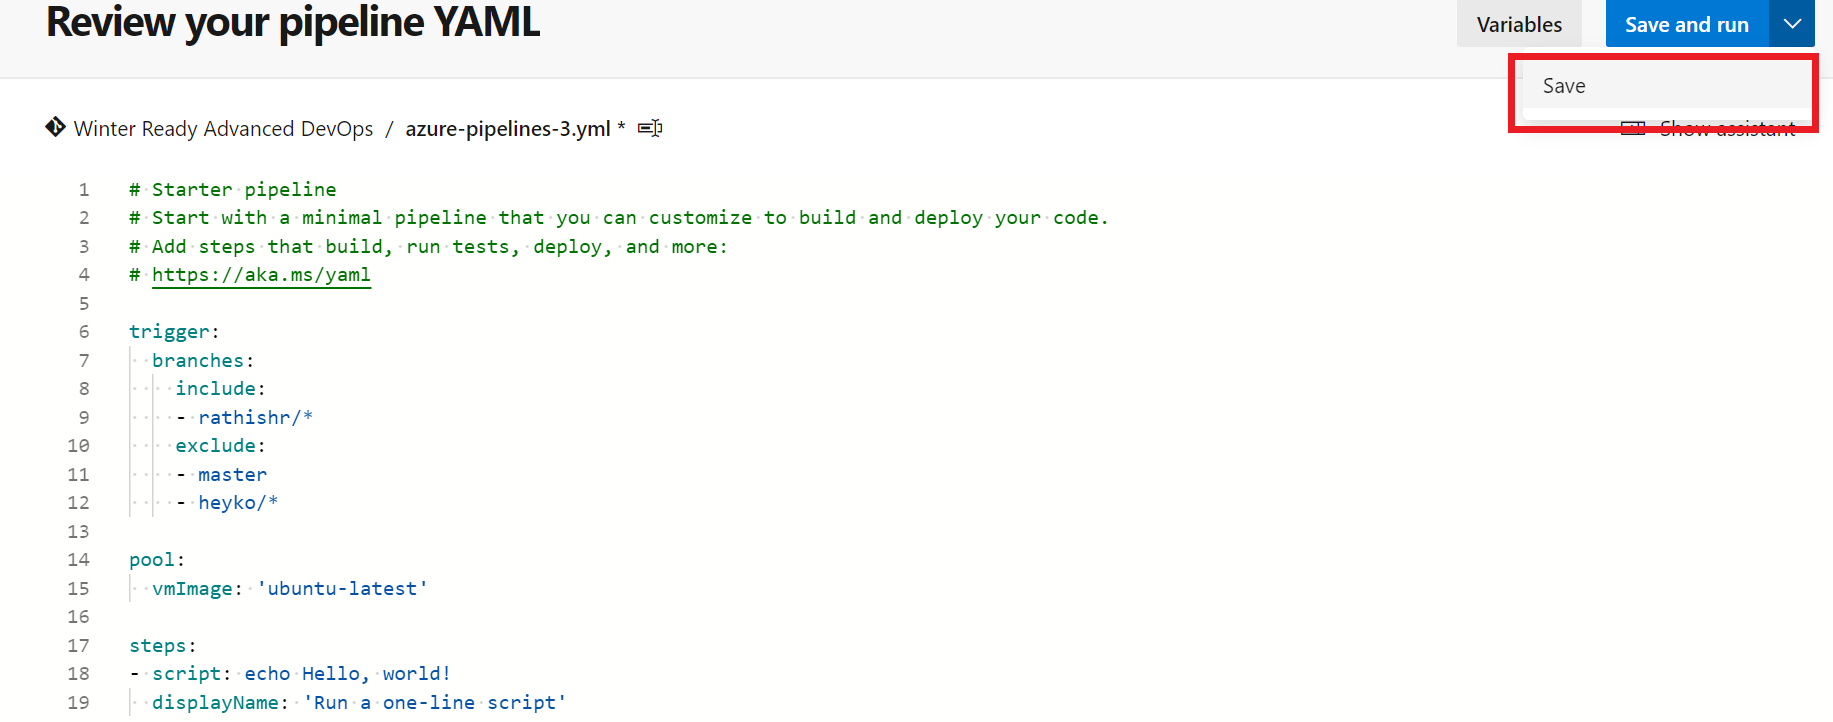 Review your pipeline YAML
Variables
Save and run
Save
Winter Ready Advanced DevOps / azure-pipelines-3.yml *
Show assistant
1 # Starter pipeline
2 # Start with a minimal pipeline that you can customize to build and deploy your code.
3 # Add steps that build, run tests, deploy, and more:
4 # https://aka.ms/yaml
5
6 trigger:
7   branches:
8     include:
9     - rathishr/*
10     exclude:
11     - master
12     - heyko/*
13
14 pool:
15   vmImage: 'ubuntu-latest'
16
17 steps:
18 - script: echo Hello, world!
19   displayName: 'Run a one-line script'